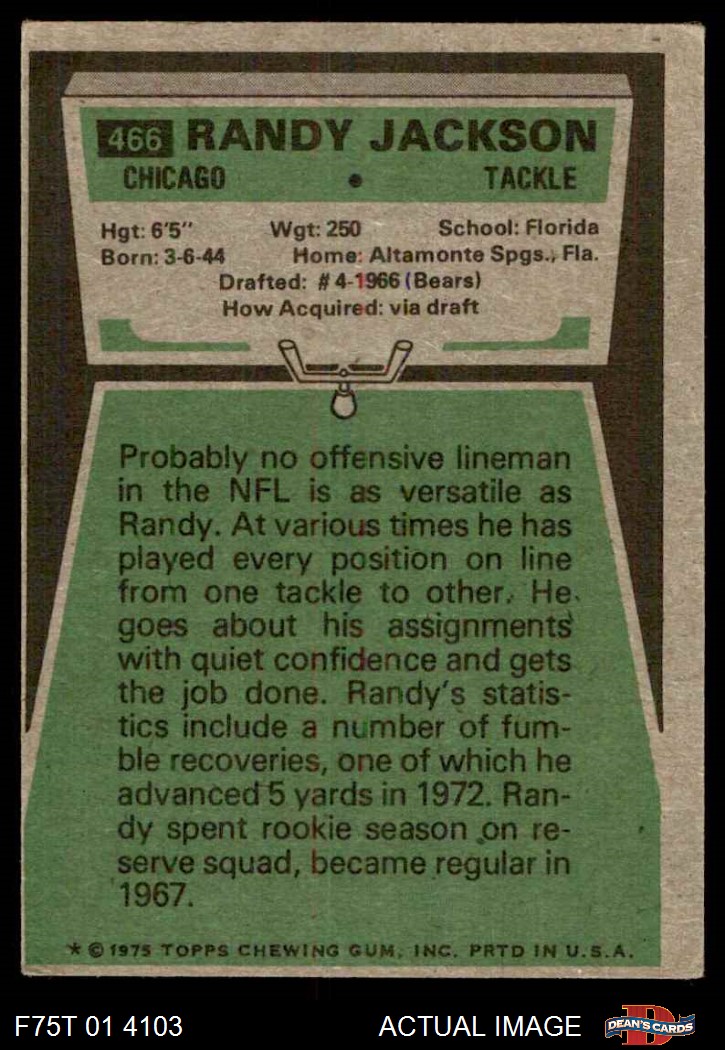 466 RANDY JACKSON
CHICAGO • TACKLE
Hgt: 6'5" Wgt: 250 School: Florida
Born: 3-6-44 Home: Altamonte Spgs., Fla.
Drafted: #4-1966 (Bears)
How Acquired: via draft
Probably no offensive lineman
in the NFL is as versatile as
Randy. At various times he has
played every position on line
from one tackle to other. He
goes about his assignments
with quiet confidence and gets
the job done. Randy's statis-
tics include a number of fum-
ble recoveries, one of which he
advanced 5 yards in 1972. Ran-
dy spent rookie season on re-
serve squad, became regular in
1967.
* © 1975 TOPPS CHEWING GUM, INC. PRTD IN U.S.A.
F75T 01 4103 ACTUAL IMAGE D DEAN'S CARDS